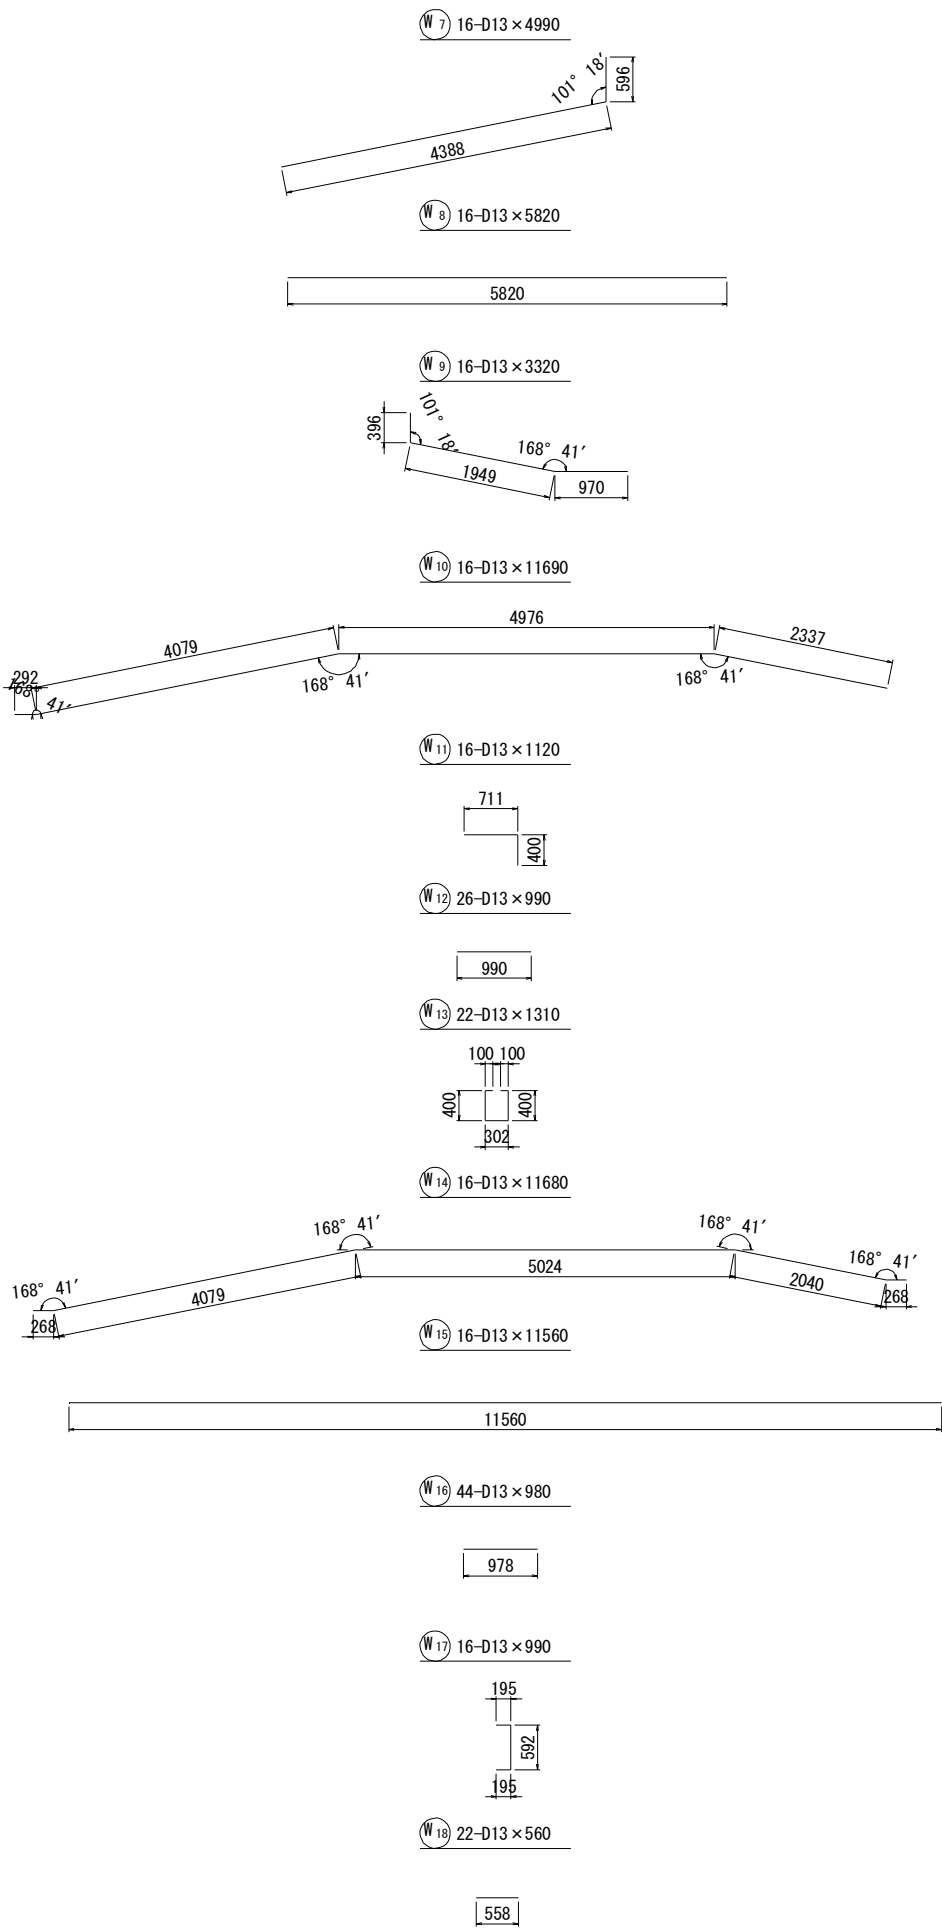 W7 16-D13×4990
101° 18′
596
4388
W8 16-D13×5820
5820
W9 16-D13×3320
396
101° 18′
168° 41′
1949
970
W10 16-D13×11690
4976
4079
2337
292
168° 41′
168° 41′
168° 41′
W11 16-D13×1120
711
400
W12 26-D13×990
990
W13 22-D13×1310
100 100
400 400
302
W14 16-D13×11680
168° 41′ 168° 41′
168° 41′ 168° 41′
5024
4079 2040
268 268
W15 16-D13×11560
11560
W16 44-D13×980
978
W17 16-D13×990
195
592
195
W18 22-D13×560
558